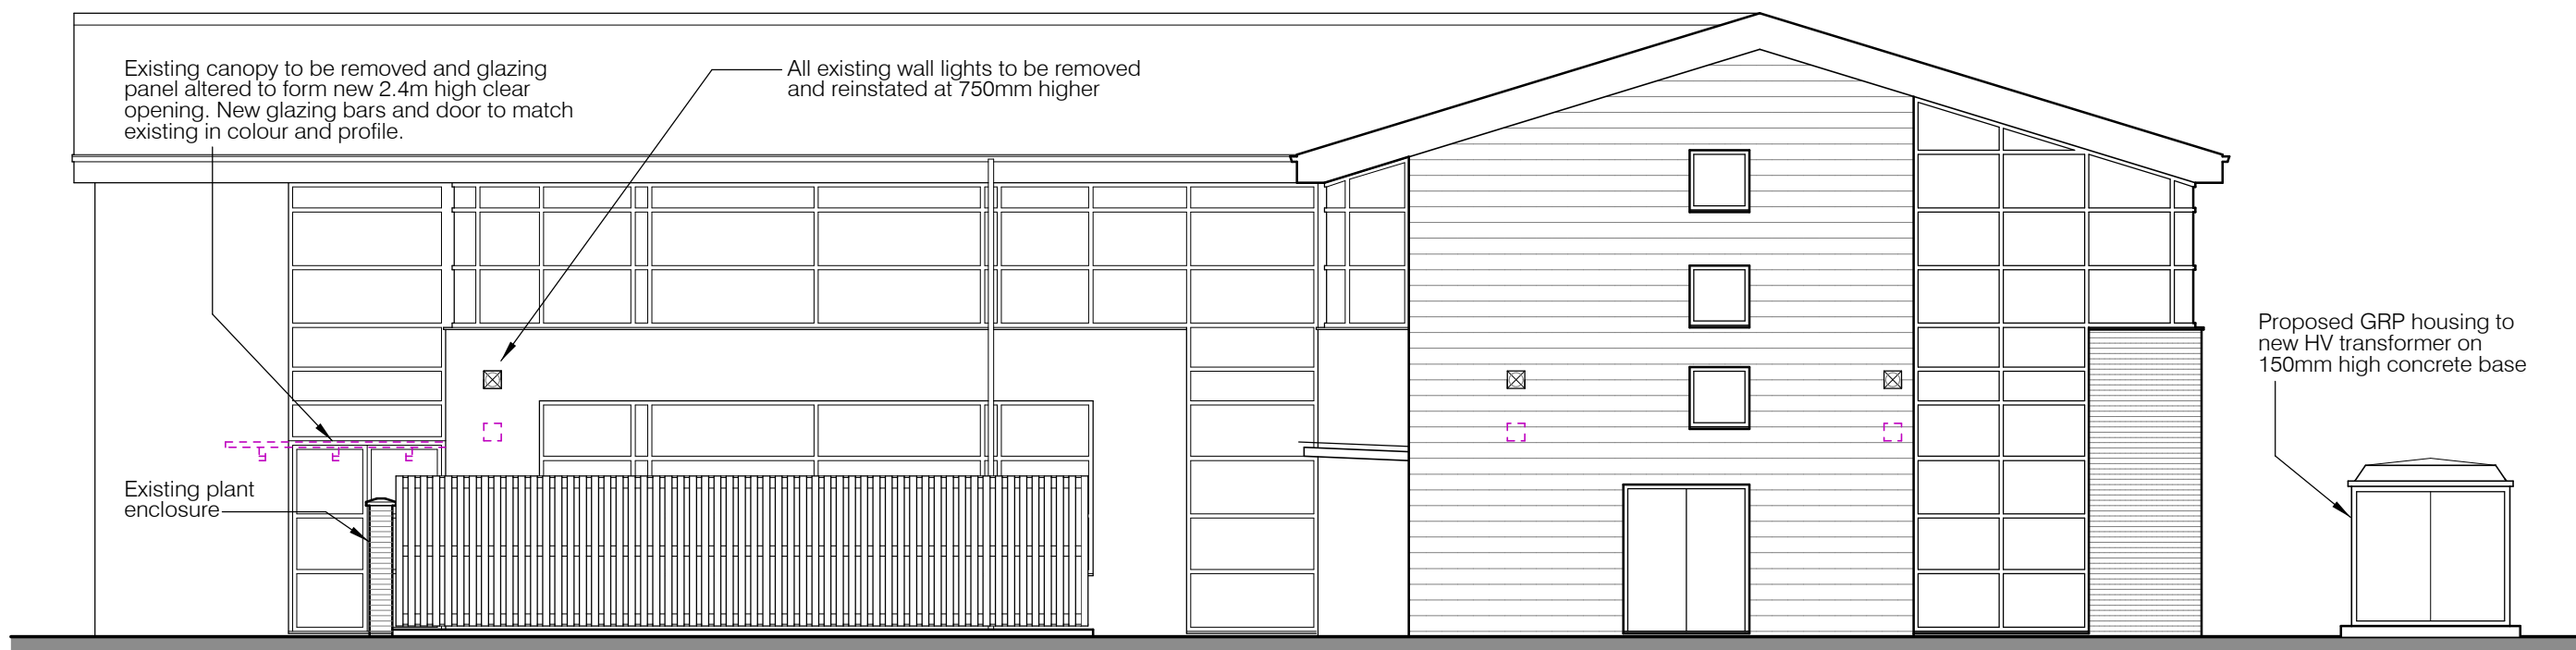 Existing canopy to be removed and glazing
panel altered to form new 2.4m high clear
opening. New glazing bars and door to match
existing in colour and profile.
All existing wall lights to be removed
and reinstated at 750mm higher
Proposed GRP housing to
new HV transformer on
150mm high concrete base
Existing plant
enclosure